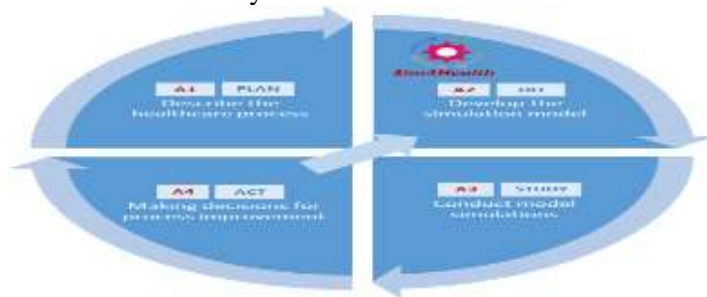 A1 PLAN
Describe the
healthcare process
Sim4Health
A2 DO
Develop the
simulation model
A4 ACT
Making decisions for
process improvement
A3 STUDY
Conduct model
simulations